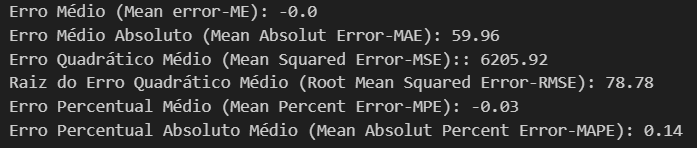 Erro Médio (Mean error-ME): -0.0
Erro Médio Absoluto (Mean Absolut Error-MAE): 59.96
Erro Quadrático Médio (Mean Squared Error-MSE):: 6205.92
Raiz do Erro Quadrático Médio (Root Mean Squared Error-RMSE): 78.78
Erro Percentual Médio (Mean Percent Error-MPE): -0.03
Erro Percentual Absoluto Médio (Mean Absolut Percent Error-MAPE): 0.14